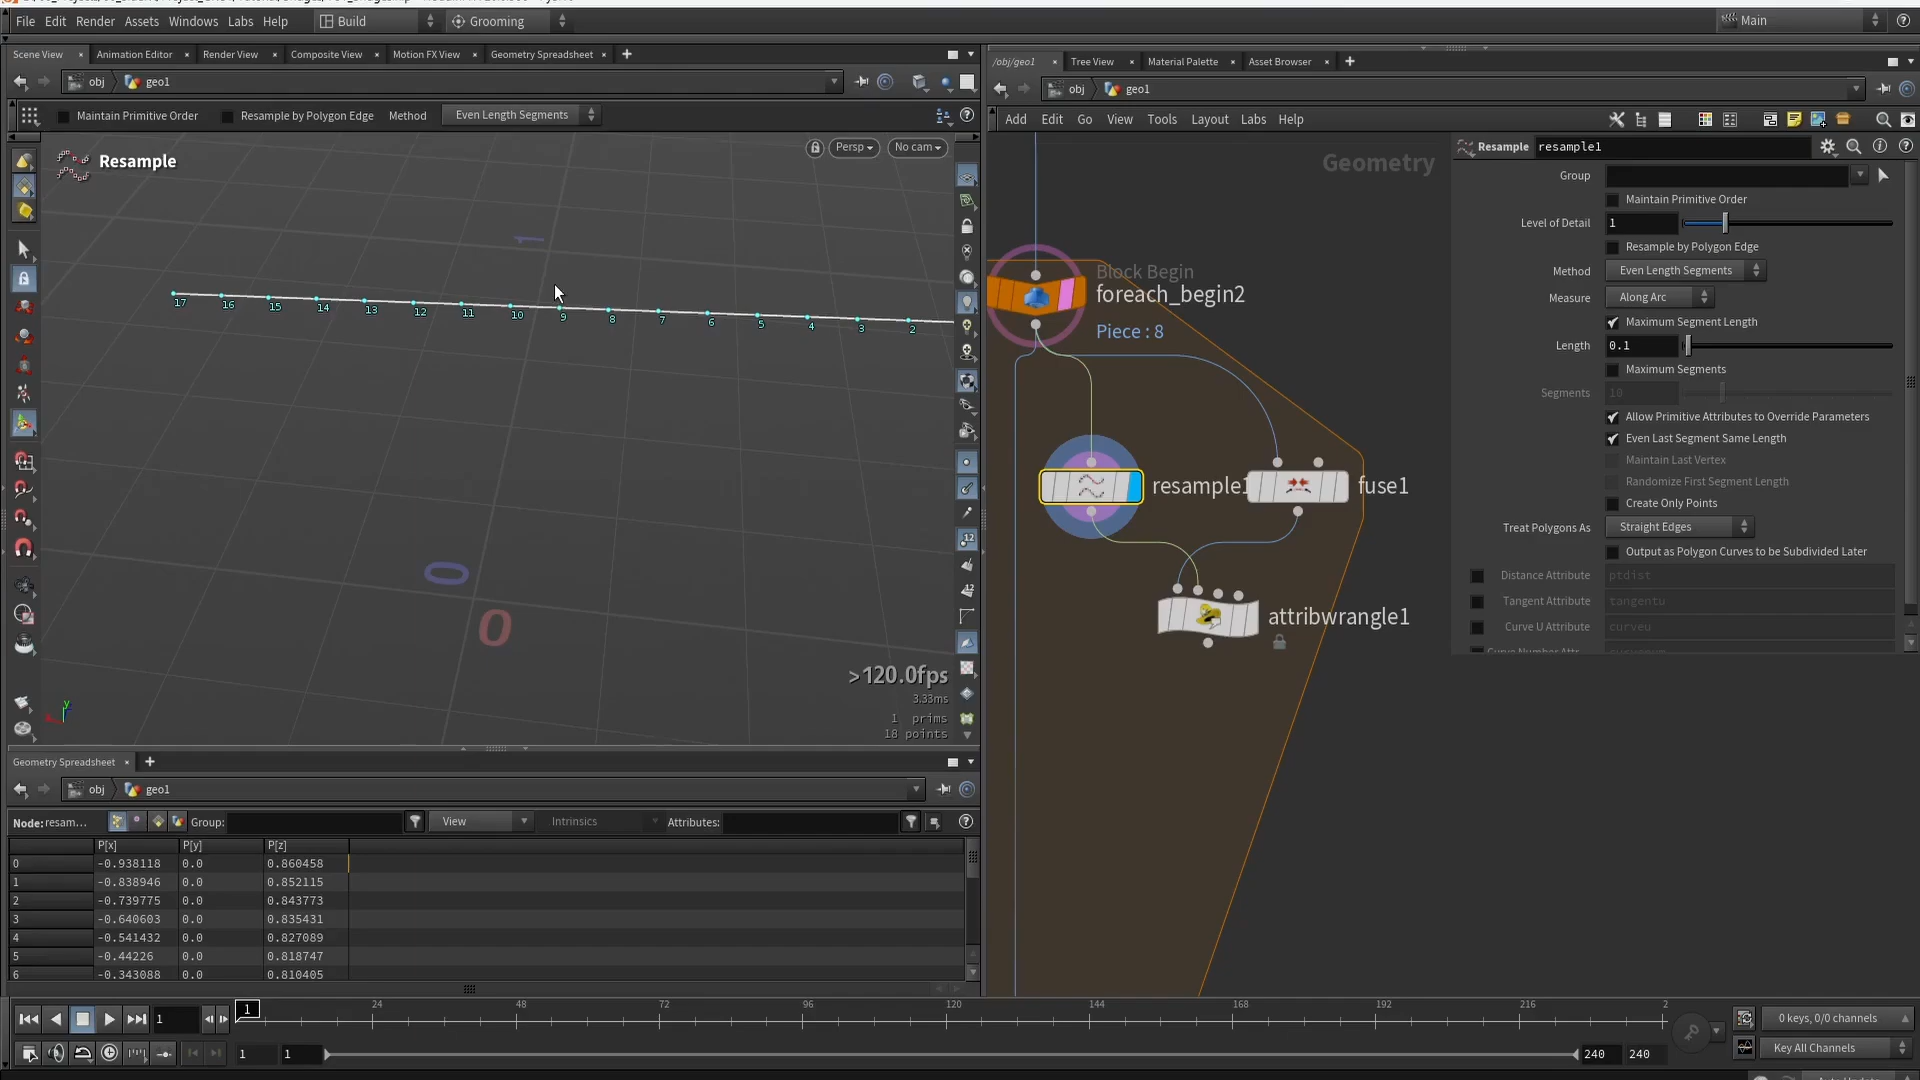 File Edit Render Assets Windows Grooming Labs Help Build Grooming Main
Scene View Animation Editor Render View Composite View Motion FX View Geometry Spreadsheet
obj geo1
Maintain Primitive Order Resample by Polygon Edge Method Even Length Segments
Resample
Persp No cam
1
17 16 15 14 13 12 11 10 9 8 7 6 5 4 3 2
0
0
>120.0fps
3.33ms
1 prims
18 points
/obj/geo1 Tree View Material Palette Asset Browser
obj geo1
Add Edit Go View Tools Layout Labs Help
Geometry
Block Begin
foreach_begin2
Piece : 8
resample1
fuse1
attribwrangle1
Resample resample1
Group
Maintain Primitive Order
Level of Detail 1
Resample by Polygon Edge
Method Even Length Segments
Measure Along Arc
Maximum Segment Length
Length 0.1
Maximum Segments
Segments 10
Allow Primitive Attributes to Override Parameters
Even Last Segment Same Length
Maintain Last Vertex
Randomize First Segment Length
Create Only Points
Treat Polygons As Straight Edges
Output as Polygon Curves to be Subdivided Later
Distance Attribute ptdist
Tangent Attribute tangentu
Curve U Attribute curveu
Geometry Spreadsheet
obj geo1
Node: resam... Group: View Intrinsics Attributes:
P[x] P[y] P[z]
0 -0.938118 0.0 0.860458
1 -0.838946 0.0 0.852115
2 -0.739775 0.0 0.843773
3 -0.640603 0.0 0.835431
4 -0.541432 0.0 0.827089
5 -0.44226 0.0 0.818747
6 -0.343088 0.0 0.810405
1 1 24 48 72 96 120 144 168 192 216 2
0 keys, 0/0 channels
1 1 240 240
Key All Channels